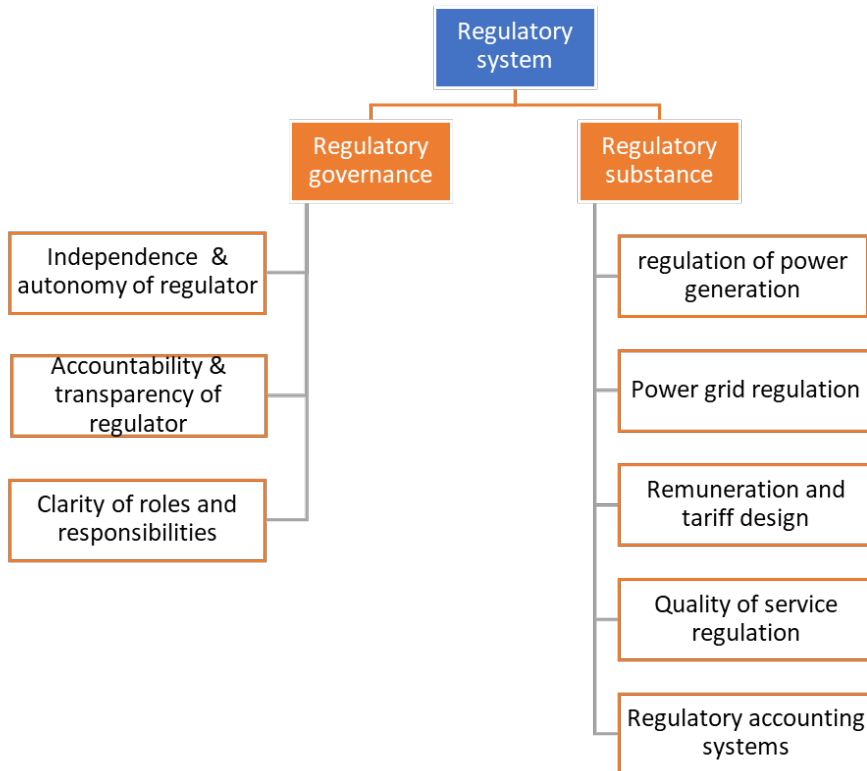 Regulatory
system
Regulatory
governance
Regulatory
substance
Independence & 
autonomy of regulator
Accountability &
transparency of
regulator
Clarity of roles and
responsibilities
regulation of power
generation
Power grid regulation
Remuneration and
tariff design
Quality of service
regulation
Regulatory accounting
systems